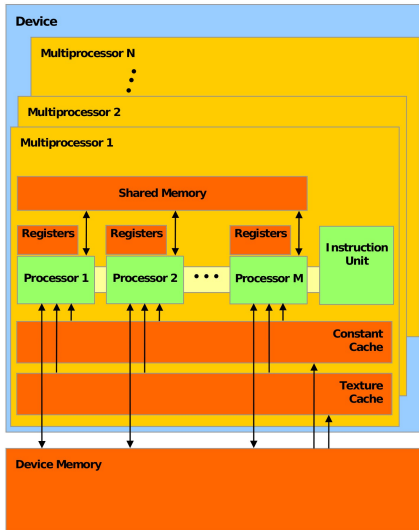 Device
Multiprocessor N
Multiprocessor 2
Multiprocessor 1
Shared Memory
Registers
Registers
Registers
Instruction
Unit
Processor 1
Processor 2
Processor M
Constant
Cache
Texture
Cache
Device Memory